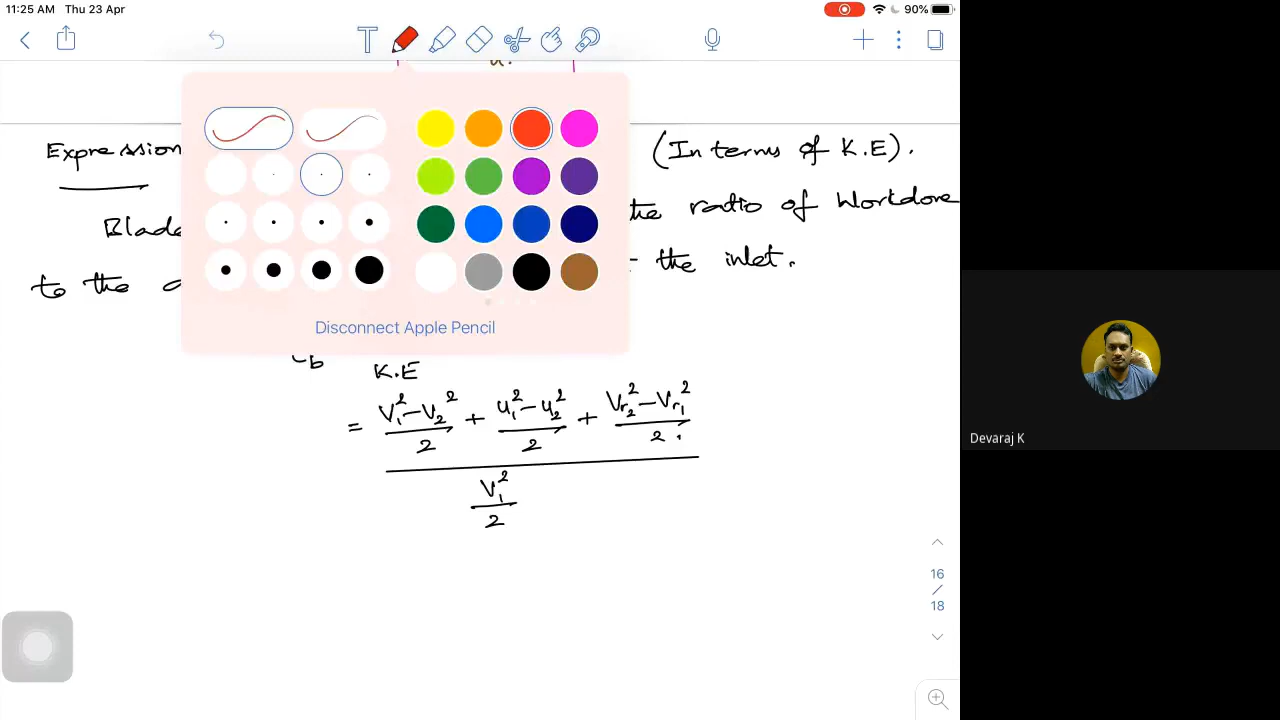 11:25 AM Thu 23 Apr
90%
T
u.
Expression (In terms of K.E).
Blade the ratio of Workdone
to the the inlet.
Disconnect Apple Pencil
b K.E
= (V₁²-V₂²)/2 + (u₁²-u₂²)/2 + (Vr₂²-Vr₁²)/2.
V₁²/2
16
/
18
Devaraj K